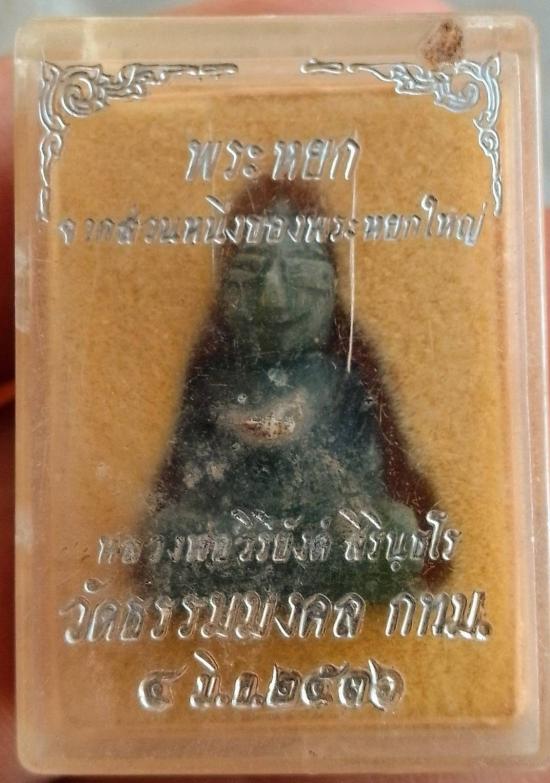 พระหยก
จากส่วนหนึ่งของพระหยกใหญ่
หลวงพ่อวิริยังค์ สิรินฺธโร
วัดธรรมมงคล กทม.
๔ มี.ค.๒๕๓๖